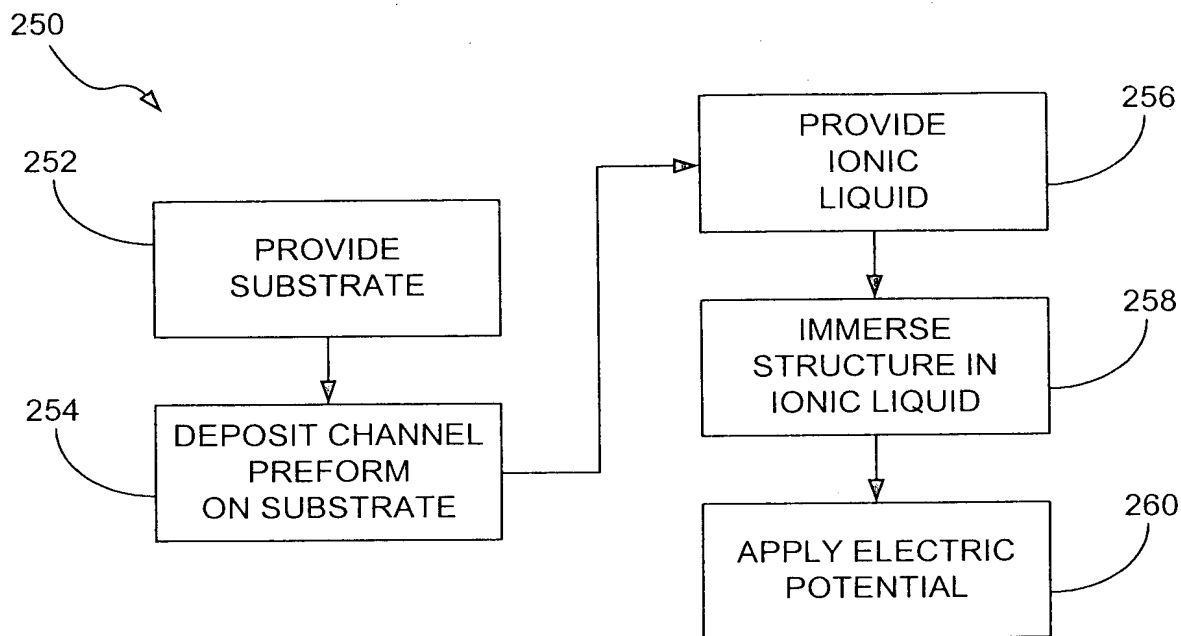 250
252
PROVIDE
SUBSTRATE
254
DEPOSIT CHANNEL
PREFORM
ON SUBSTRATE
256
PROVIDE
IONIC
LIQUID
258
IMMERSE
STRUCTURE IN
IONIC LIQUID
260
APPLY ELECTRIC
POTENTIAL